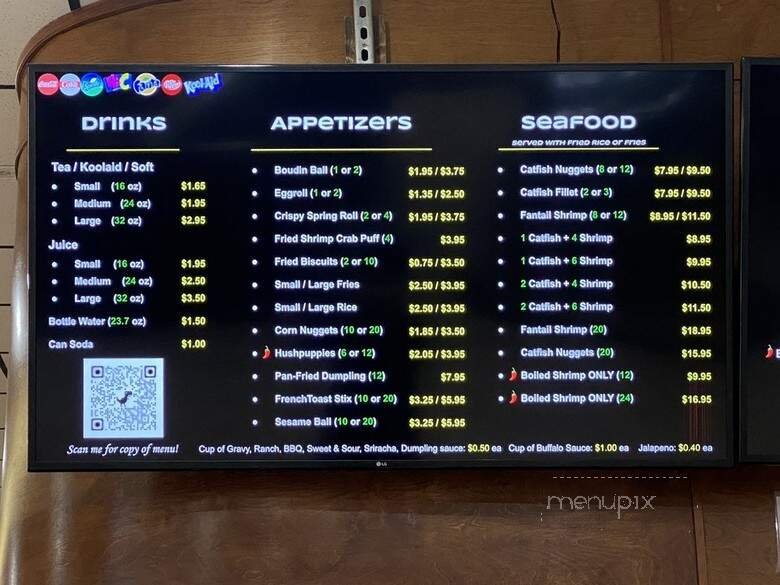 Coca-Cola
Kool-Aid
Drinks
Tea / Koolaid / Soft
• Small (16 oz) $1.65
• Medium (24 oz) $1.95
• Large (32 oz) $2.95
Juice
• Small (16 oz) $1.95
• Medium (24 oz) $2.50
• Large (32 oz) $3.50
Bottle Water (23.7 oz) $1.50
Can Soda $1.00
Scan me for copy of menu!
Appetizers
• Boudin Ball (1 or 2) $1.95 / $3.75
• Eggroll (1 or 2) $1.35 / $2.50
• Crispy Spring Roll (2 or 4) $1.95 / $3.75
• Fried Shrimp Crab Puff (4) $3.95
• Fried Biscuits (2 or 10) $0.75 / $3.50
• Small / Large Fries $2.50 / $3.95
• Small / Large Rice $2.50 / $3.95
• Corn Nuggets (10 or 20) $1.85 / $3.50
• Hushpuppies (6 or 12) $2.05 / $3.95
• Pan-Fried Dumpling (12) $7.95
• FrenchToast Stix (10 or 20) $3.25 / $5.95
• Sesame Ball (10 or 20) $3.25 / $5.95
Seafood
Served with Fried Rice or Fries
• Catfish Nuggets (8 or 12) $7.95 / $9.50
• Catfish Fillet (2 or 3) $7.95 / $9.50
• Fantail Shrimp (8 or 12) $8.95 / $11.50
• 1 Catfish + 4 Shrimp $8.95
• 1 Catfish + 6 Shrimp $9.95
• 2 Catfish + 4 Shrimp $10.50
• 2 Catfish + 6 Shrimp $11.50
• Fantail Shrimp (20) $18.95
• Catfish Nuggets (20) $15.95
• Boiled Shrimp ONLY (12) $9.95
• Boiled Shrimp ONLY (24) $16.95
Cup of Gravy, Ranch, BBQ, Sweet & Sour, Sriracha, Dumpling sauce: $0.50 ea Cup of Buffalo Sauce: $1.00 ea Jalapeno: $0.40 ea
LG
menupix